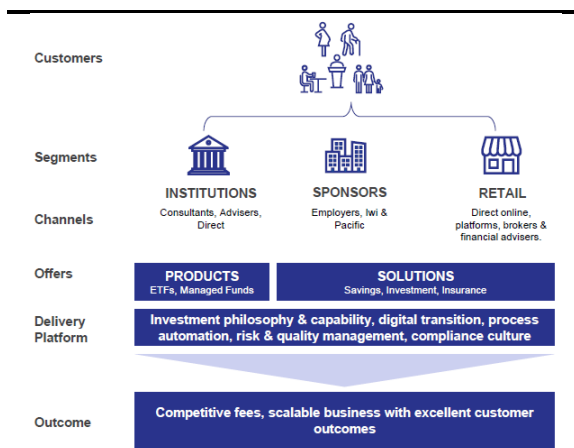 Customers
Segments
INSTITUTIONS
SPONSORS
RETAIL
Channels
Consultants, Advisers,
Direct
Employers, Iwi &
Pacific
Direct online,
platforms, brokers &
financial advisers.
Offers
PRODUCTS
ETFs, Managed Funds
SOLUTIONS
Savings, Investment, Insurance
Delivery
Platform
Investment philosophy & capability, digital transition, process
automation, risk & quality management, compliance culture
Outcome
Competitive fees, scalable business with excellent customer
outcomes